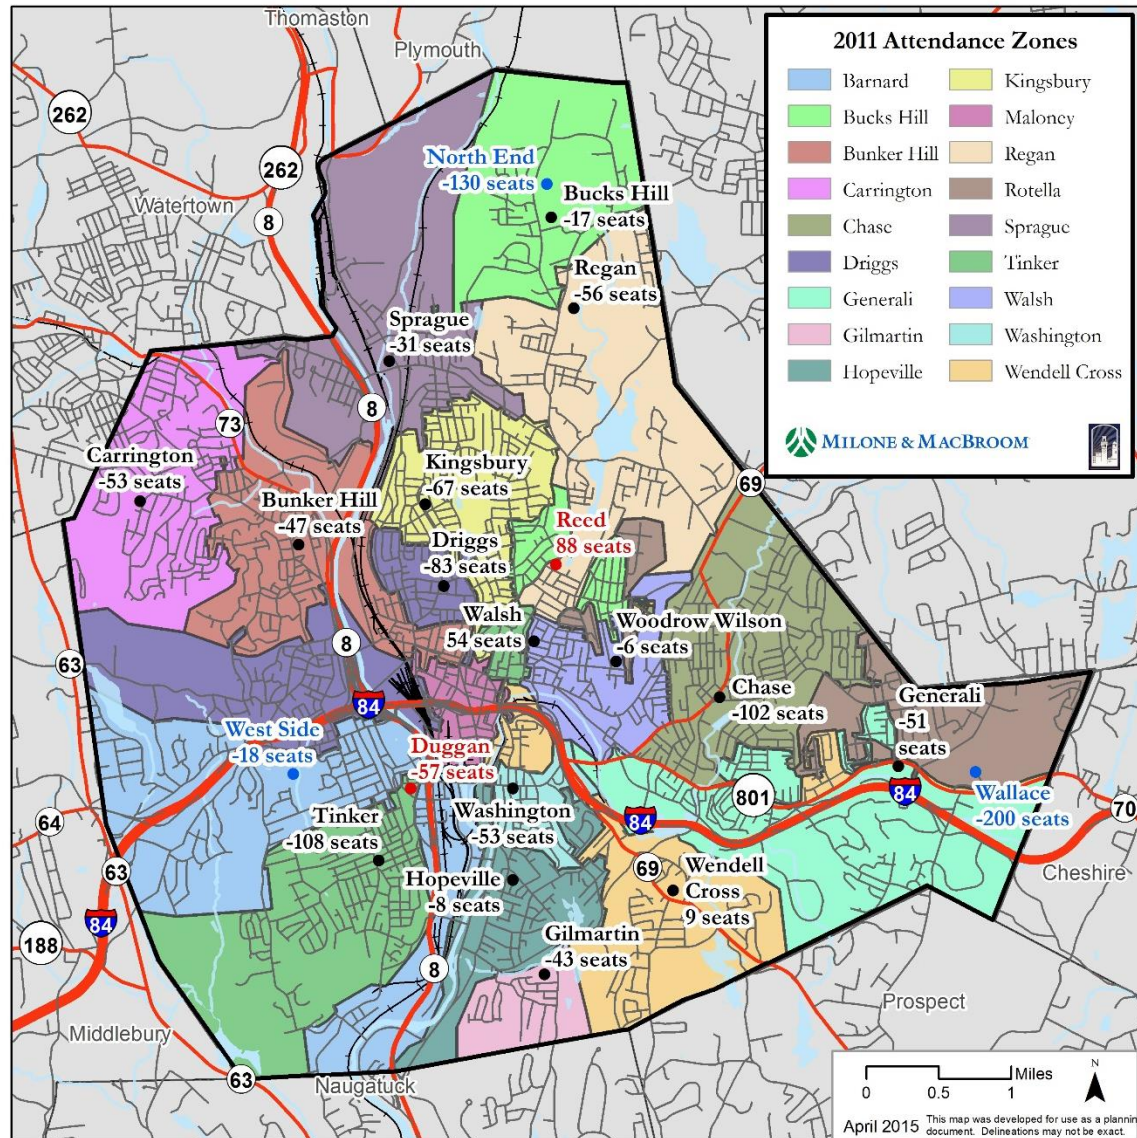 Thomaston
Plymouth
262
262
8
Watertown
North End
-130 seats
Bucks Hill
-17 seats
Regan
-56 seats
Sprague
-31 seats
8
73
Carrington
-53 seats
Bunker Hill
-47 seats
Kingsbury
-67 seats
Driggs
-83 seats
Reed
88 seats
69
Walsh
54 seats
Woodrow Wilson
-6 seats
8
63
84
Chase
-102 seats
Generali
-51
seats
West Side
-18 seats
Duggan
-57 seats
Washington
-53 seats
Tinker
-108 seats
Hopeville
-8 seats
84
801
84
Wallace
-200 seats
70
Cheshire
64
63
69
Wendell
Cross
9 seats
84
188
Gilmartin
-43 seats
8
Prospect
Middlebury
63
Naugatuck
2011 Attendance Zones
Barnard
Bucks Hill
Bunker Hill
Carrington
Chase
Driggs
Generali
Gilmartin
Hopeville
Kingsbury
Maloney
Regan
Rotella
Sprague
Tinker
Walsh
Washington
Wendell Cross
MILONE & MACBROOM
N
Miles
0 0.5 1
April 2015
This map was developed for use as a plannin
document. Delineations may not be exact.